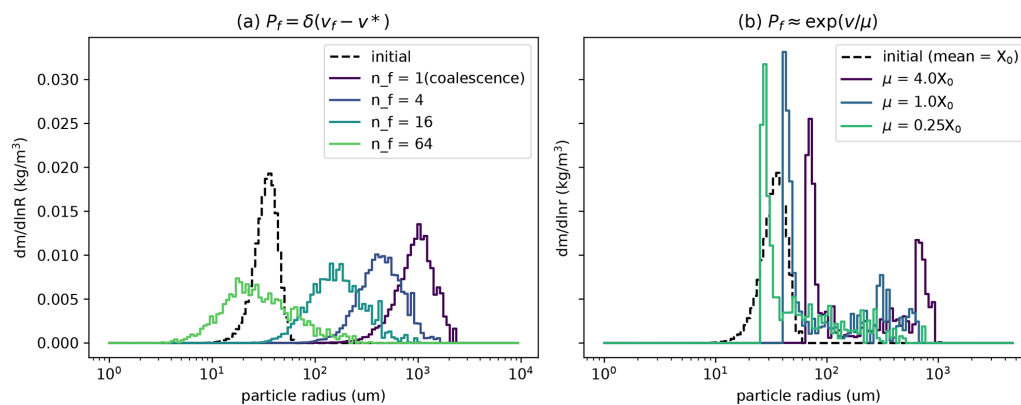 (a) P_f = δ(v_f − v*)
dm/dlnR (kg/m³)
0.030
0.025
0.020
0.015
0.010
0.005
0.000
initial
n_f = 1(coalescence)
n_f = 4
n_f = 16
n_f = 64
10⁰ 10¹ 10² 10³ 10⁴
particle radius (um)
(b) P_f ≈ exp(v/μ)
dm/dlnr (kg/m³)
initial (mean = X₀)
μ = 4.0X₀
μ = 1.0X₀
μ = 0.25X₀
10⁰ 10¹ 10² 10³
particle radius (um)